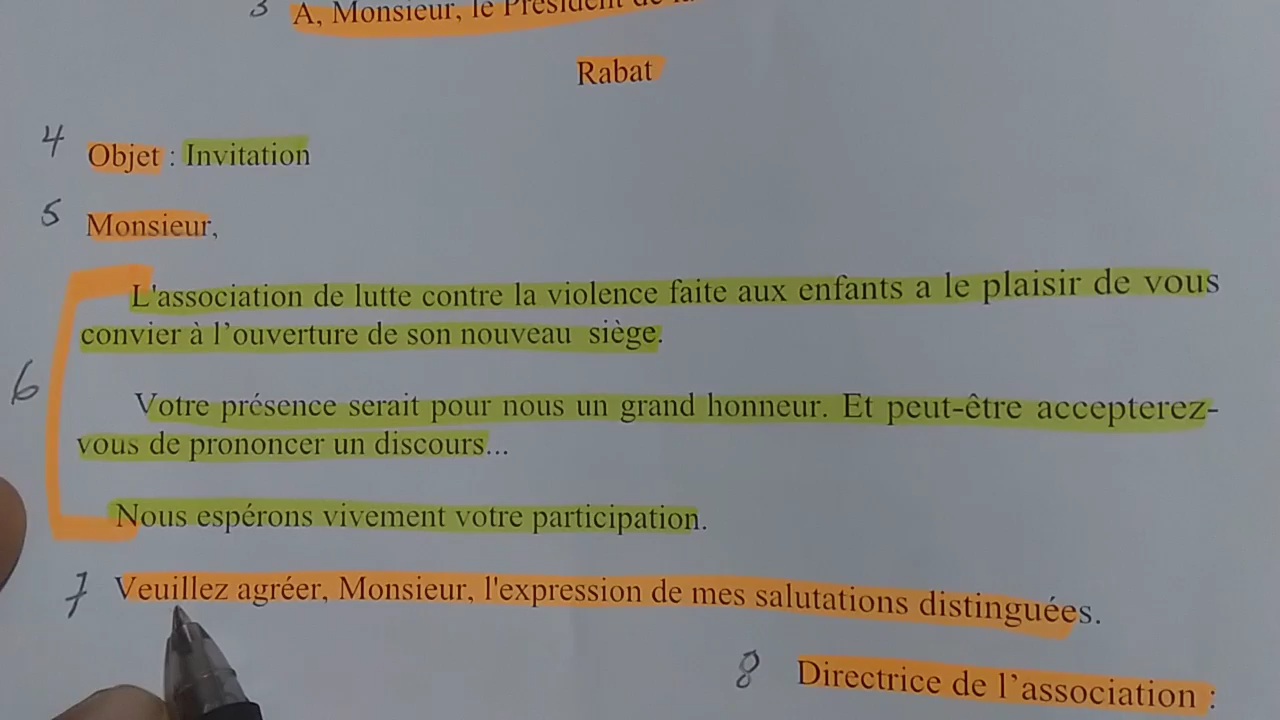 3 A, Monsieur, le Président de la
Rabat
4 Objet : Invitation
5 Monsieur,
L'association de lutte contre la violence faite aux enfants a le plaisir de vous
convier à l’ouverture de son nouveau siège.
6
Votre présence serait pour nous un grand honneur. Et peut-être accepterez-
vous de prononcer un discours...
Nous espérons vivement votre participation.
7 Veuillez agréer, Monsieur, l'expression de mes salutations distinguées.
8 Directrice de l’association :